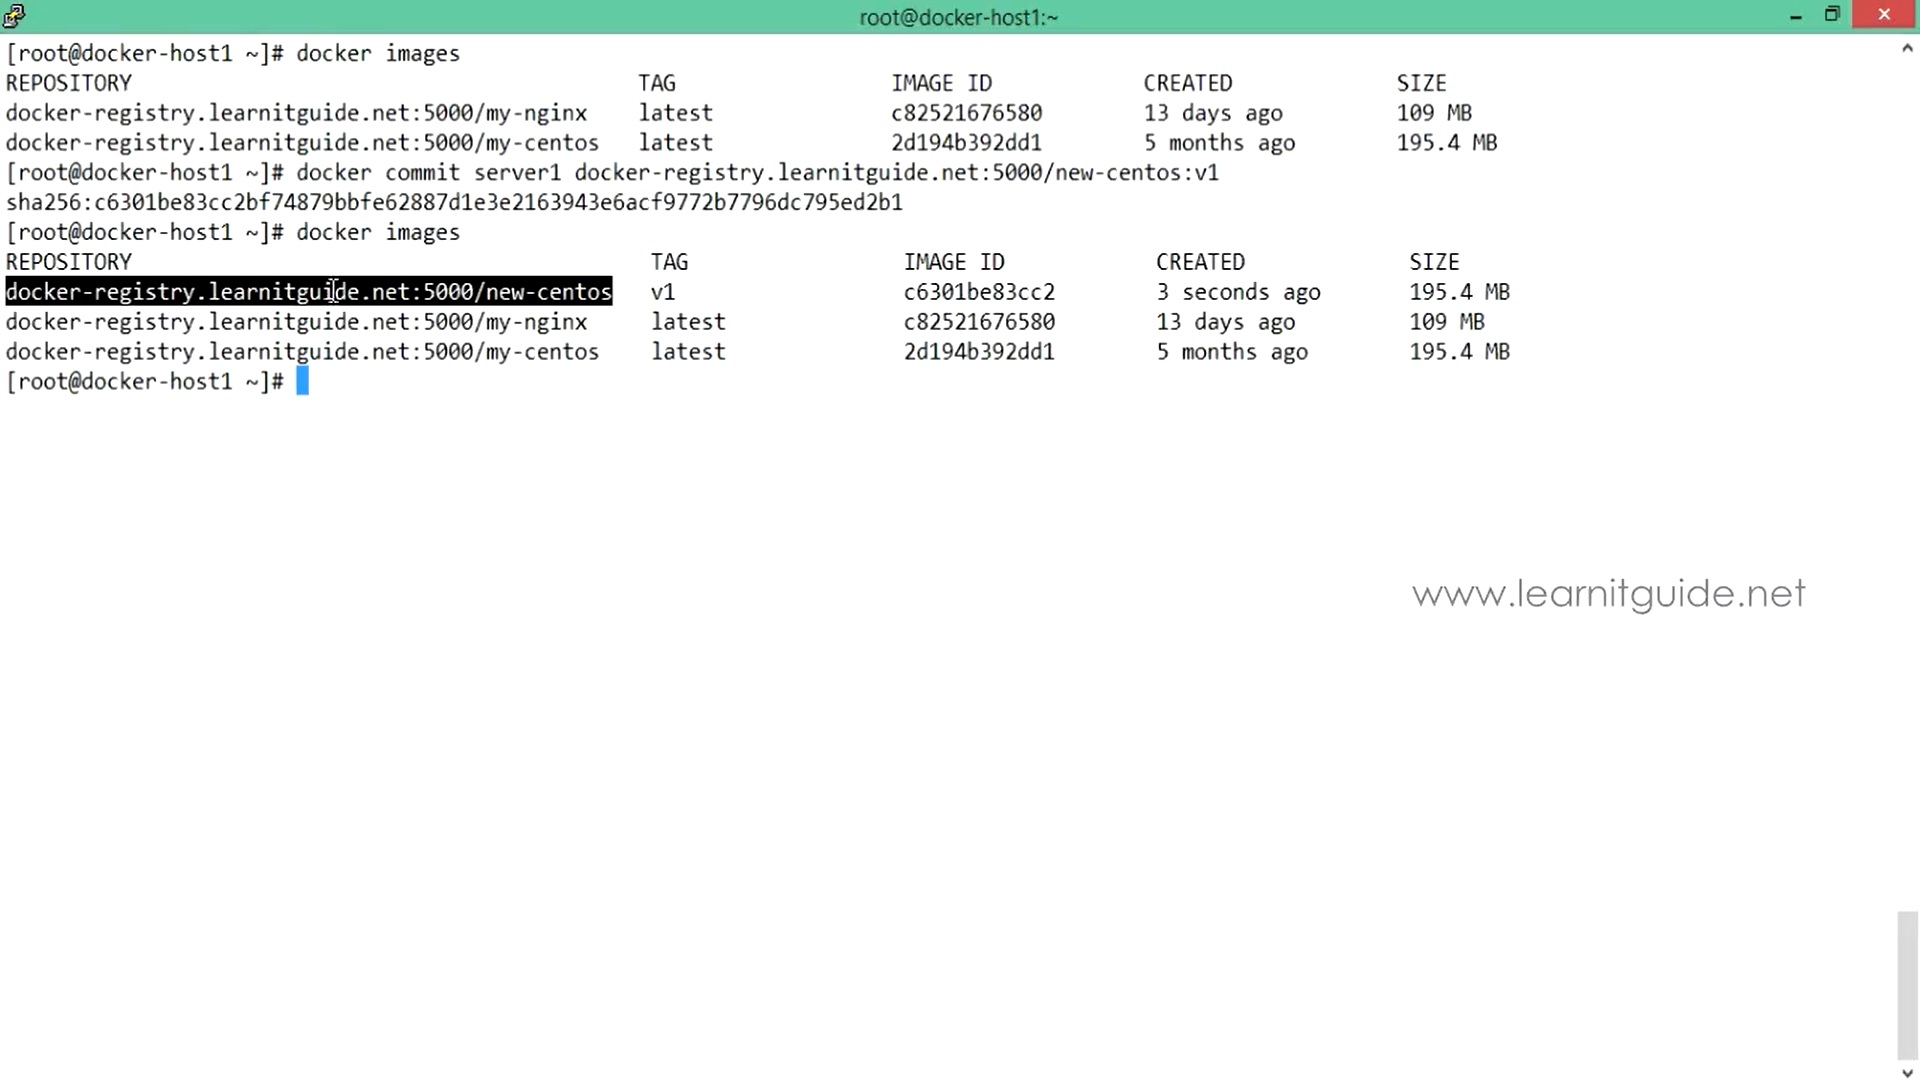 root@docker-host1:~
[root@docker-host1 ~]# docker images
REPOSITORY TAG IMAGE ID CREATED SIZE
docker-registry.learnitguide.net:5000/my-nginx latest c82521676580 13 days ago 109 MB
docker-registry.learnitguide.net:5000/my-centos latest 2d194b392dd1 5 months ago 195.4 MB
[root@docker-host1 ~]# docker commit server1 docker-registry.learnitguide.net:5000/new-centos:v1
sha256:c6301be83cc2bf74879bbfe62887d1e3e2163943e6acf9772b7796dc795ed2b1
[root@docker-host1 ~]# docker images
REPOSITORY TAG IMAGE ID CREATED SIZE
docker-registry.learnitguide.net:5000/new-centos v1 c6301be83cc2 3 seconds ago 195.4 MB
docker-registry.learnitguide.net:5000/my-nginx latest c82521676580 13 days ago 109 MB
docker-registry.learnitguide.net:5000/my-centos latest 2d194b392dd1 5 months ago 195.4 MB
[root@docker-host1 ~]#
www.learnitguide.net